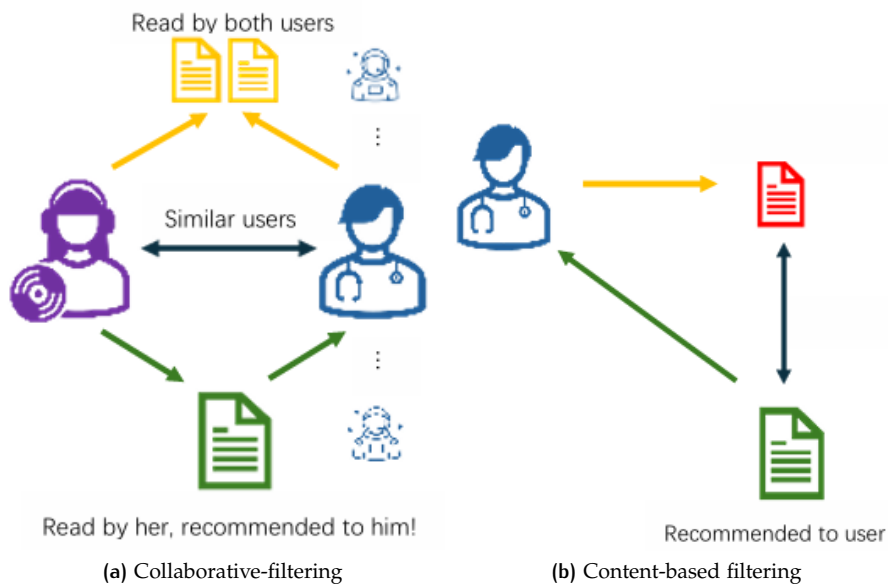 Read by both users
Similar users
Read by her, recommended to him!
(a) Collaborative-filtering
Recommended to user
(b) Content-based filtering